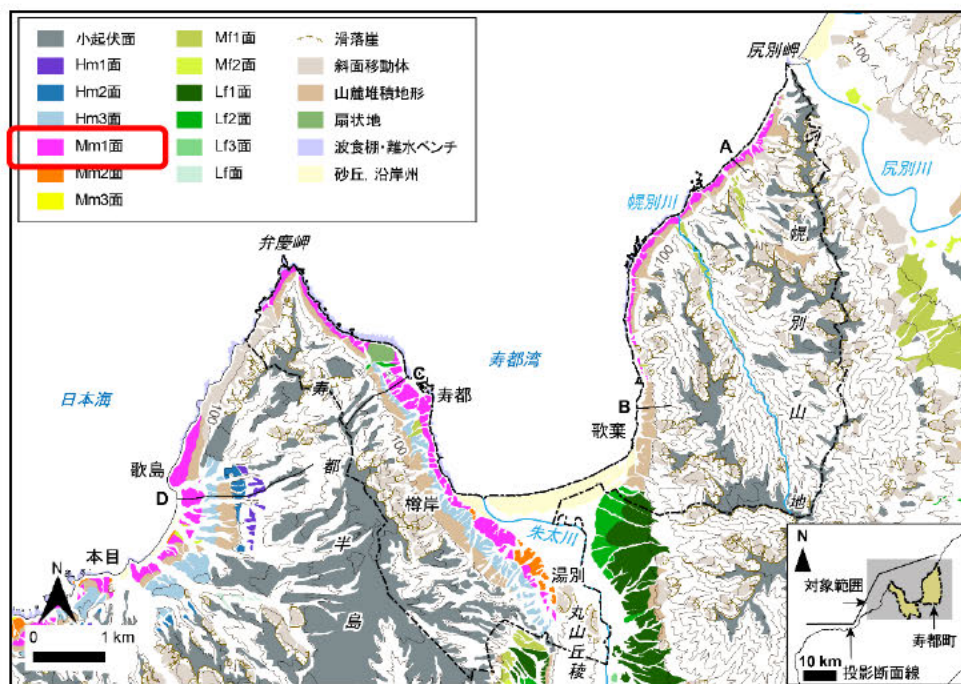 小起伏面
Hm1面
Hm2面
Hm3面
Mm1面
Mm2面
Mm3面
Mf1面
Mf2面
Lf1面
Lf2面
Lf3面
Lf面
滑落崖
斜面移動体
山麓堆積地形
扇状地
波食棚・離水ベンチ
砂丘，沿岸州
尻別岬
尻別川
A
幌別川
100
幌
別
山
地
弁慶岬
寿都湾
日本海
100
寿
都
半
島
C
寿都
100
B
歌棄
歌島
D
樽岸
朱太川
本目
湯別
丸山丘稜
N
0 1 km
N
対象範囲
寿都町
10 km
投影断面線